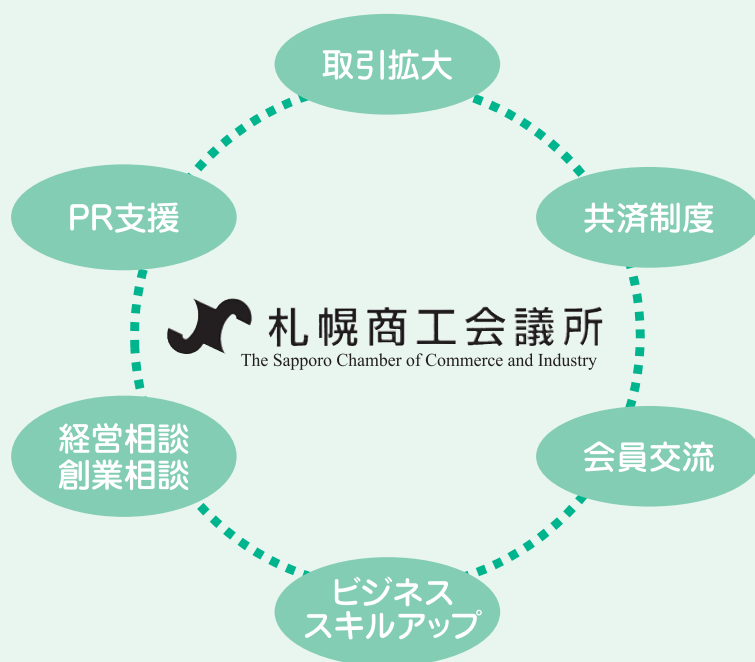 取引拡大
PR支援
共済制度
札幌商工会議所
The Sapporo Chamber of Commerce and Industry
経営相談
創業相談
会員交流
ビジネス
スキルアップ